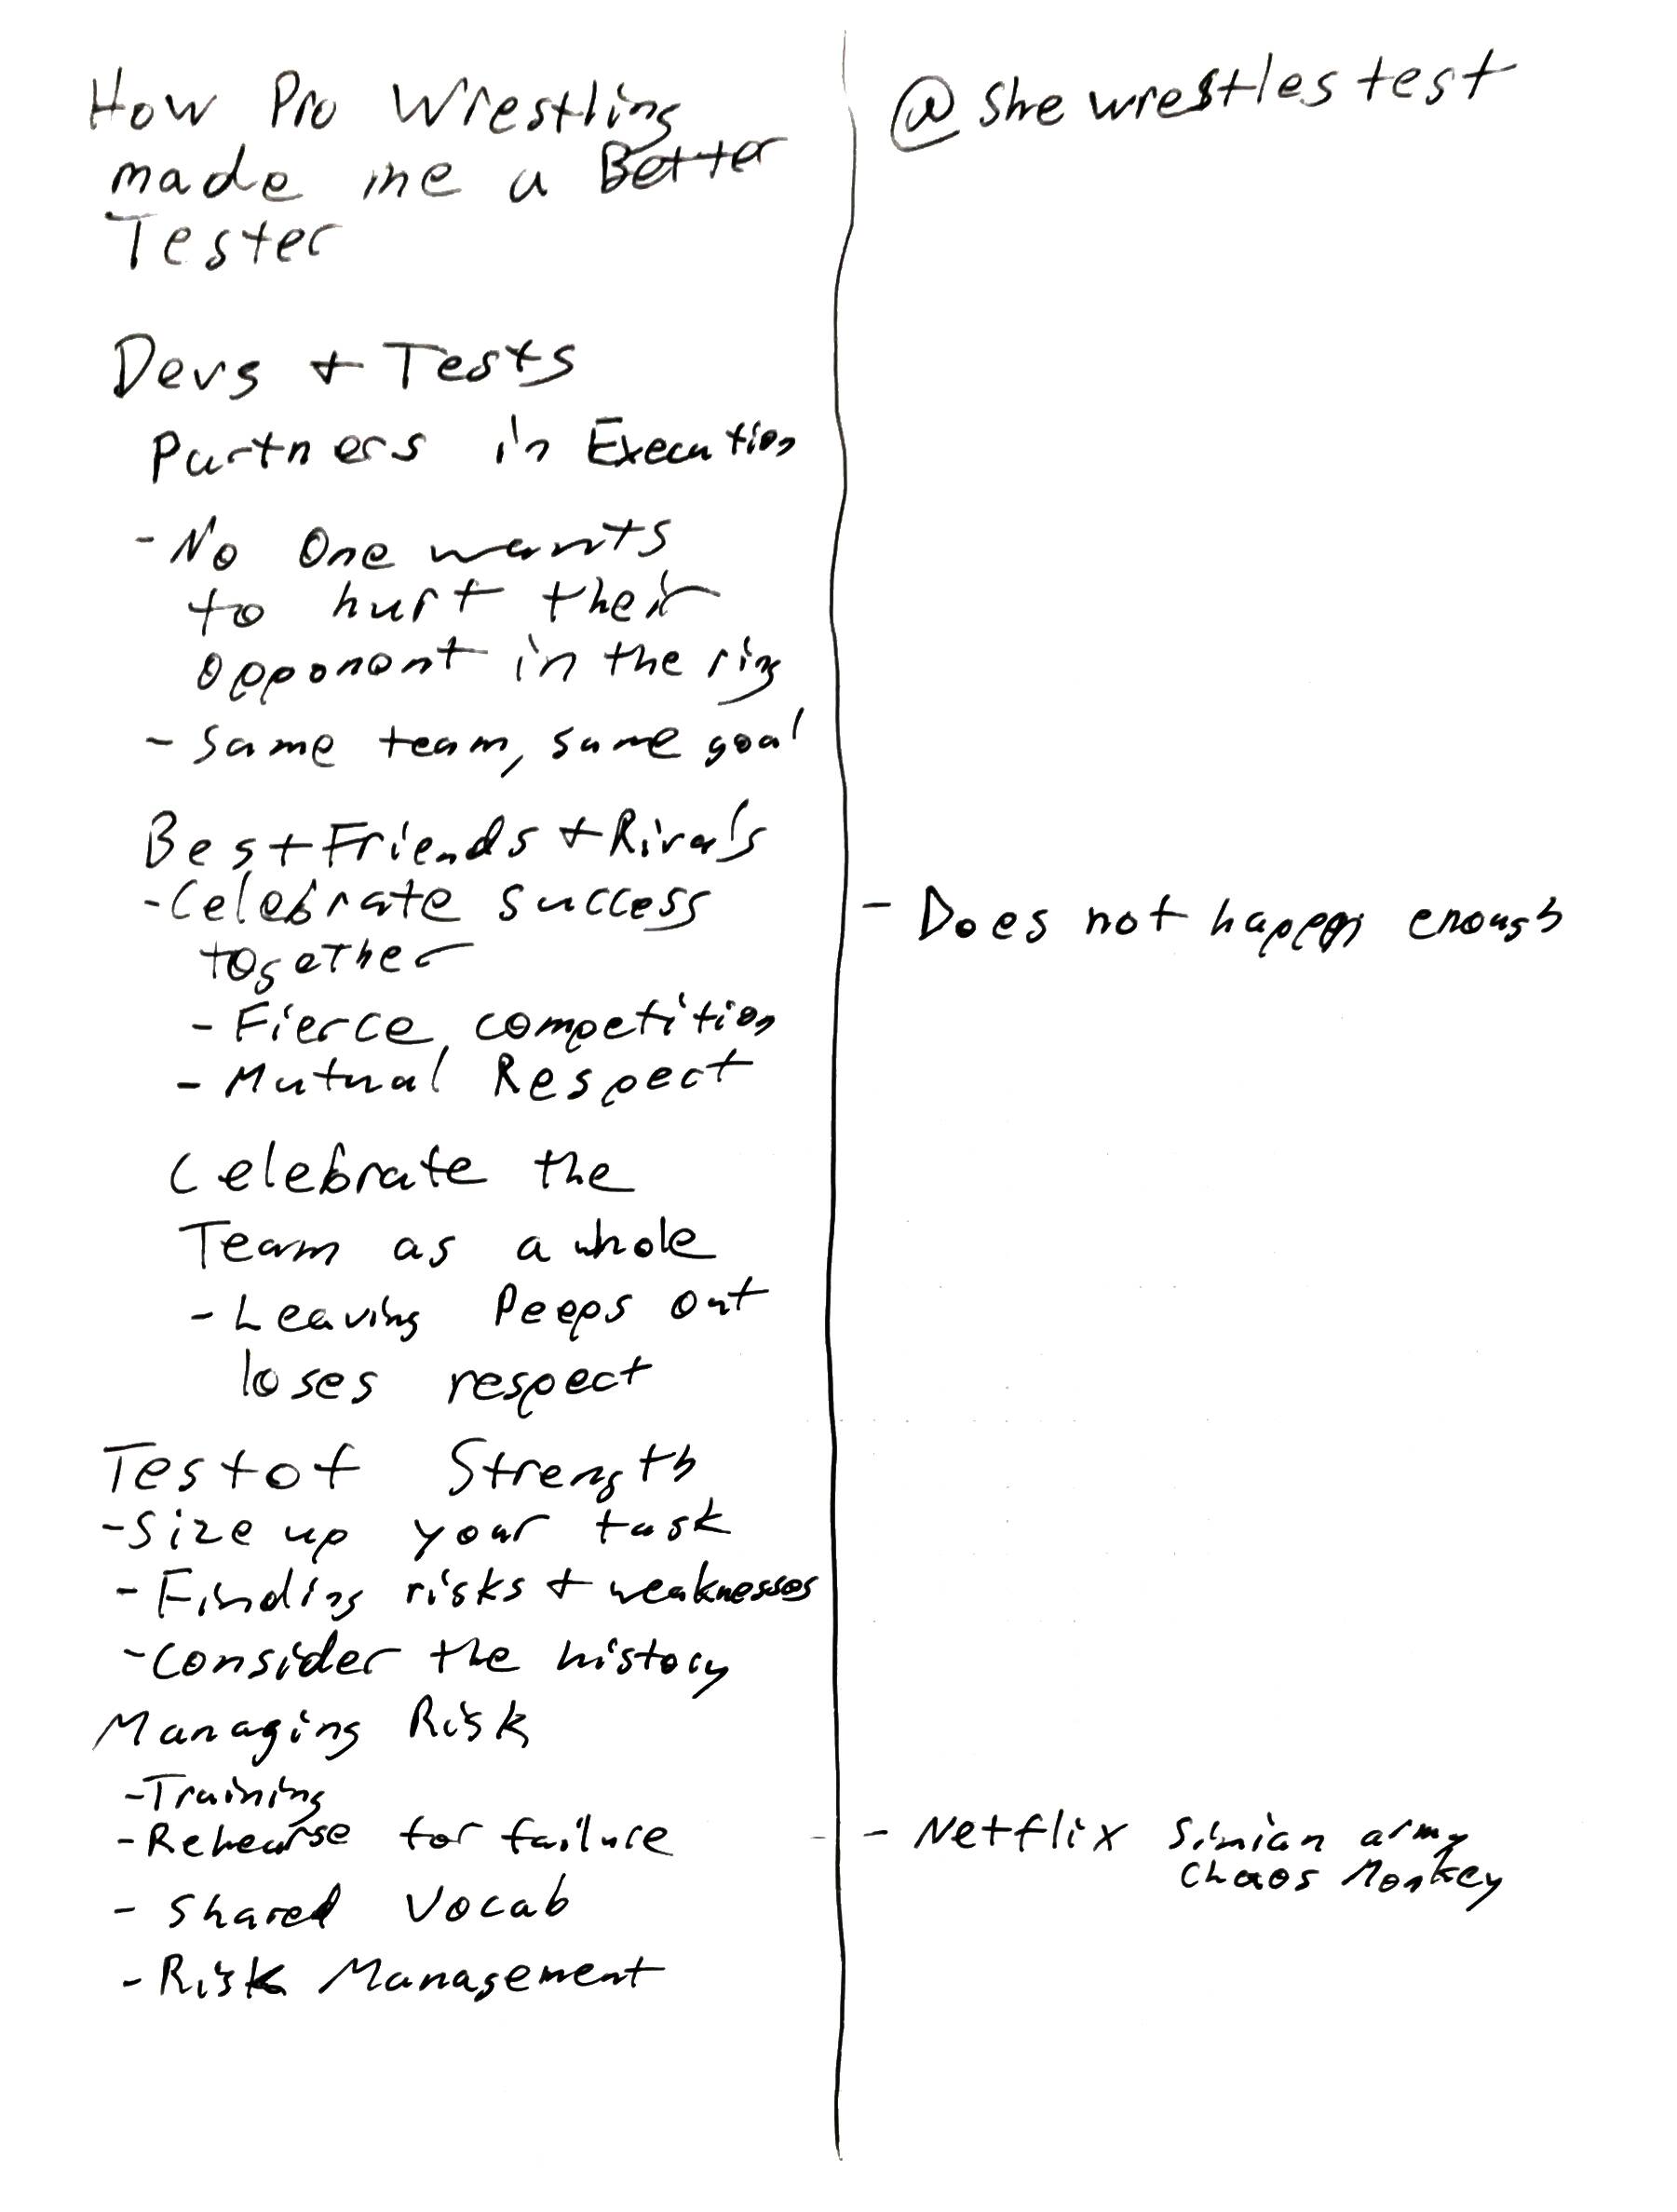 How Pro Wrestling
made me a Better
Tester
Devs + Tests
Partners in Execution
- No One wants
to hurt their
opponent in the ring
- Same team, same goal
Best Friends + Rivals
- Celebrate success
together
- Fierce competition
- Mutual Respect
Celebrate the
Team as a whole
- Leaving Peeps out
loses respect
Test of Strength
- Size up your task
- Finding risks + weaknesses
- Consider the history
Managing Risk
- Training
- Rehearse for failure
- Shared Vocab
- Risk Management
@shewrestlestest
- Does not happen enough
- Netflix Simian army
Chaos Monkey